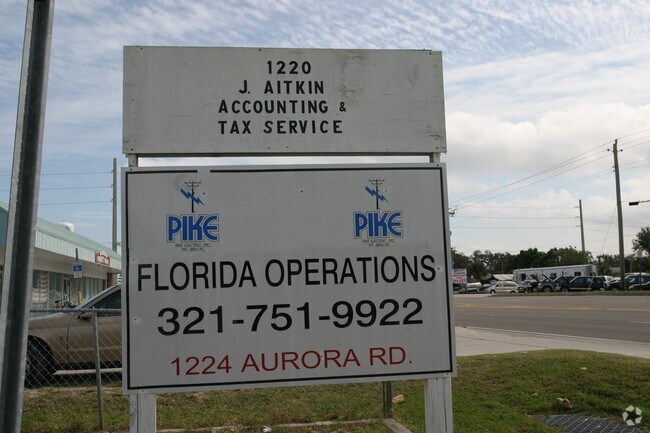 1220
J. AITKIN
ACCOUNTING &
TAX SERVICE
PIKE PIKE
FLORIDA OPERATIONS
321-751-9922
1224 AURORA RD.